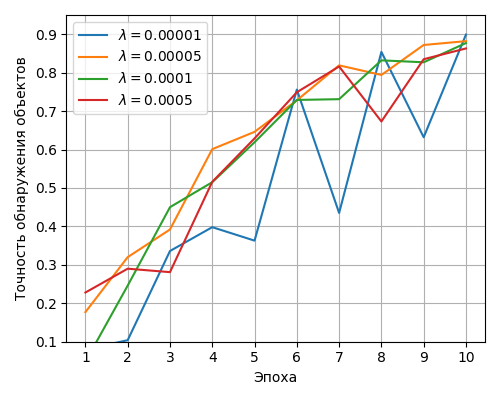 λ = 0.00001
λ = 0.00005
λ = 0.0001
λ = 0.0005
Точность обнаружения объектов
0.9
0.8
0.7
0.6
0.5
0.4
0.3
0.2
0.1
1 2 3 4 5 6 7 8 9 10
Эпоха